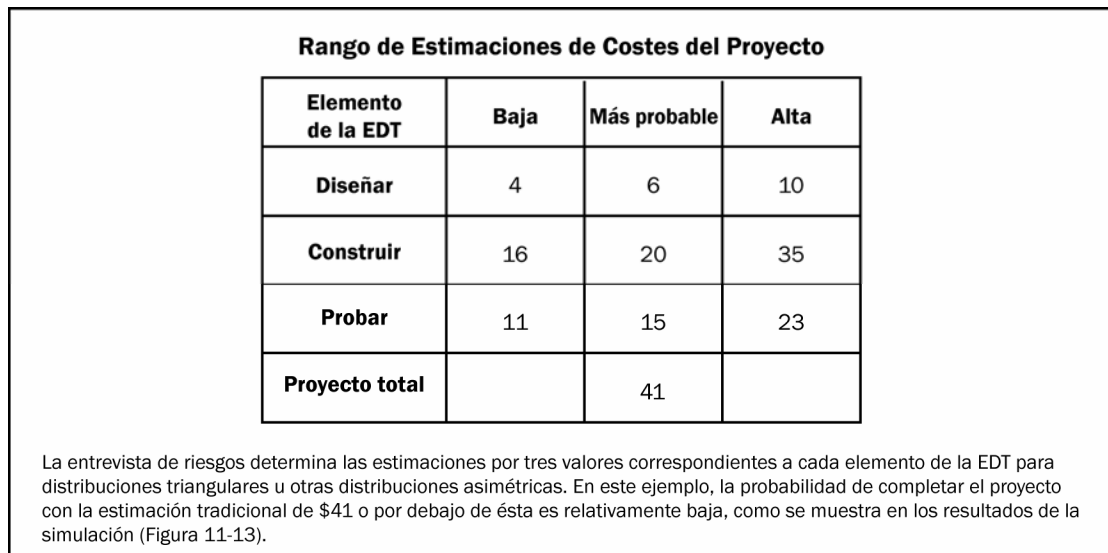 Rango de Estimaciones de Costes del Proyecto
Elemento
de la EDT
Baja
Más probable
Alta
Diseñar
4
6
10
Construir
16
20
35
Probar
11
15
23
Proyecto total
41
La entrevista de riesgos determina las estimaciones por tres valores correspondientes a cada elemento de la EDT para
distribuciones triangulares u otras distribuciones asimétricas. En este ejemplo, la probabilidad de completar el proyecto
con la estimación tradicional de $41 o por debajo de ésta es relativamente baja, como se muestra en los resultados de la
simulación (Figura 11-13).